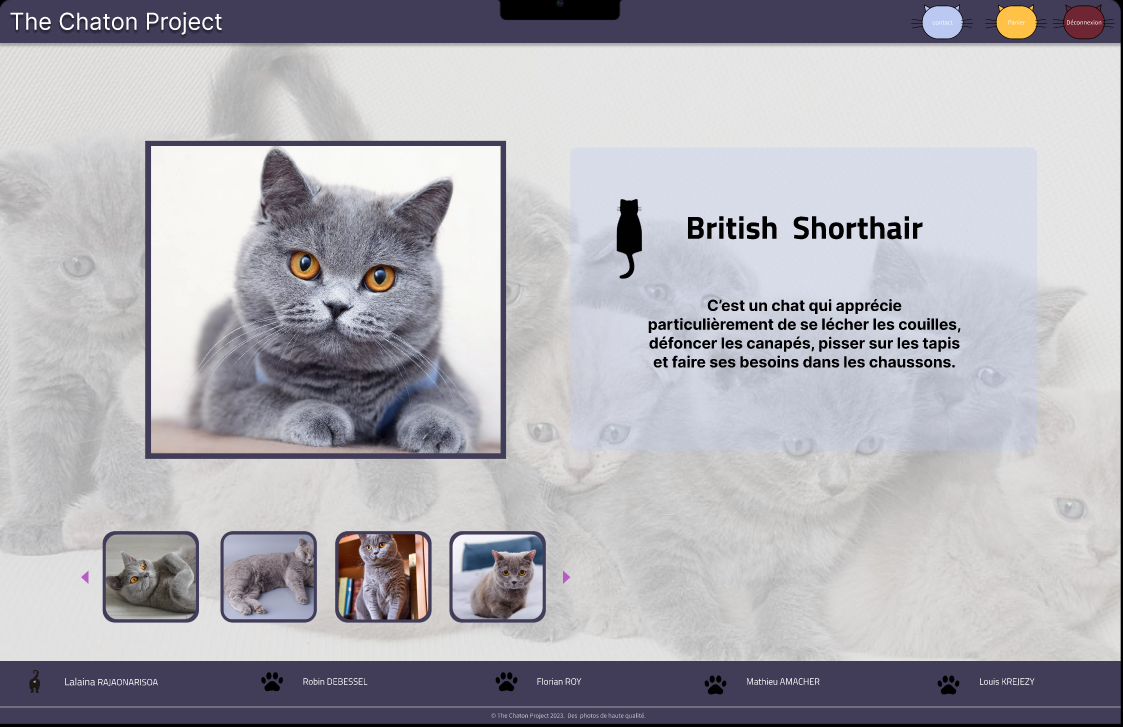 The Chaton Project
contact
Panier
Déconnexion
British Shorthair
C’est un chat qui apprécie
particulièrement de se lécher les couilles,
défoncer les canapés, pisser sur les tapis
et faire ses besoins dans les chaussons.
Lalaina RAJAONARISOA
Robin DEBESSEL
Florian ROY
Mathieu AMACHER
Louis KREJEZY
© The Chaton Project 2023. Des photos de haute qualité.